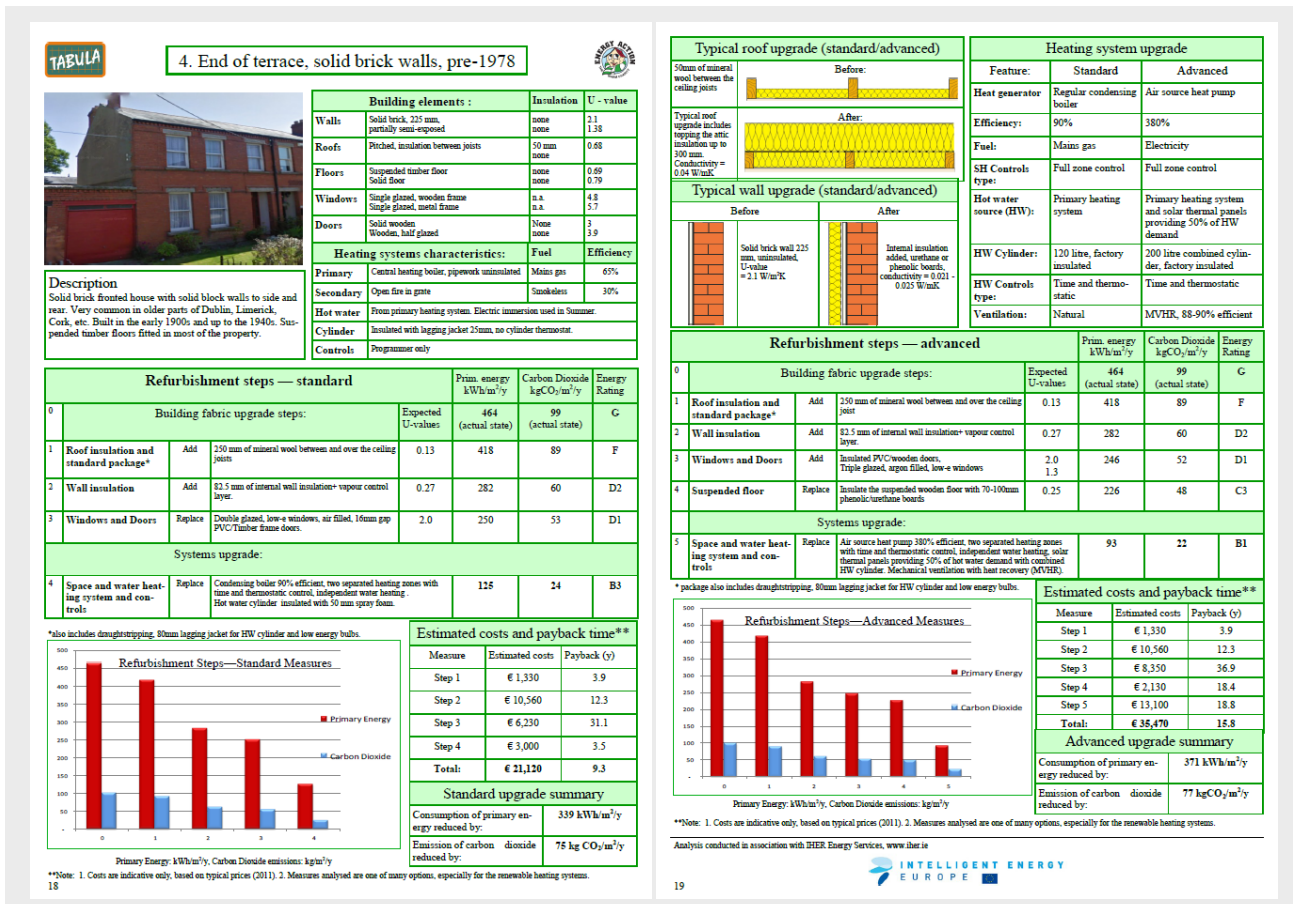 TABULA
4. End of terrace, solid brick walls, pre-1978
ENERGY ACTION
Building elements : Insulation U - value
Walls Solid brick, 225 mm, none 2.1
partially semi-exposed none 1.38
Roofs Pitched, insulation between joists 50 mm 0.68
none
Floors Suspended timber floor none 0.69
Solid floor none 0.79
Windows Single glazed, wooden frame n.a. 4.8
Single glazed, metal frame n.a. 5.7
Doors Solid wooden None 3
Wooden, half glazed none 3.9
Heating systems characteristics: Fuel Efficiency
Primary Central heating boiler, pipework uninsulated Mains gas 65%
Secondary Open fire in grate Smokeless 30%
Hot water From primary heating system. Electric immersion used in Summer.
Cylinder Insulated with lagging jacket 25mm, no cylinder thermostat.
Controls Programmer only
Description
Solid brick fronted house with solid block walls to side and
rear. Very common in older parts of Dublin, Limerick,
Cork, etc. Built in the early 1900s and up to the 1940s. Sus-
pended timber floors fitted in most of the property.
Refurbishment steps — standard Prim. energy Carbon Dioxide Energy
kWh/m²/y kgCO₂/m²/y Rating
0 Building fabric upgrade steps: Expected 464 99 G
U-values (actual state) (actual state)
1 Roof insulation and Add 250 mm of mineral wool between and over the ceiling 0.13 418 89 F
standard package* joists
2 Wall insulation Add 82.5 mm of internal wall insulation+ vapour control 0.27 282 60 D2
layer.
3 Windows and Doors Replace Double glazed, low-e windows, air filled, 16mm gap 2.0 250 53 D1
PVC/Timber frame doors.
Systems upgrade:
4 Space and water heat- Replace Condensing boiler 90% efficient, two separated heating zones with 125 24 B3
ing system and con- time and thermostatic control, independent water heating .
trols Hot water cylinder insulated with 50 mm spray foam.
*also includes draughtstripping, 80mm lagging jacket for HW cylinder and low energy bulbs.
Refurbishment Steps—Standard Measures
500
450
400
350
300
250
200
150
100
50
-
0 1 2 3 4
Primary Energy
Carbon Dioxide
Primary Energy: kWh/m²/y, Carbon Dioxide emissions: kg/m²/y
Estimated costs and payback time**
Measure Estimated costs Payback (y)
Step 1 € 1,330 3.9
Step 2 € 10,560 12.3
Step 3 € 6,230 31.1
Step 4 € 3,000 3.5
Total: € 21,120 9.3
Standard upgrade summary
Consumption of primary en- 339 kWh/m²/y
ergy reduced by:
Emission of carbon dioxide 75 kg CO₂/m²/y
reduced by:
**Note: 1. Costs are indicative only, based on typical prices (2011). 2. Measures analysed are one of many options, especially for the renewable heating systems.
18
Typical roof upgrade (standard/advanced)
50mm of mineral
wool between the
ceiling joists
Before:
Typical roof
upgrade includes
topping the attic
insulation up to
300 mm.
Conductivity =
0.04 W/mK
After:
Typical wall upgrade (standard/advanced)
Before After
Solid brick wall 225
mm, uninsulated,
U-value
= 2.1 W/m²K
Internal insulation
added, urethane or
phenolic boards,
conductivity = 0.021 -
0.025 W/mK
Heating system upgrade
Feature: Standard Advanced
Heat generator Regular condensing Air source heat pump
boiler
Efficiency: 90% 380%
Fuel: Mains gas Electricity
SH Controls Full zone control Full zone control
type:
Hot water Primary heating Primary heating system
source (HW): system and solar thermal panels
providing 50% of HW
demand
HW Cylinder: 120 litre, factory 200 litre combined cylin-
insulated der, factory insulated
HW Controls Time and thermo- Time and thermostatic
type: static
Ventilation: Natural MVHR, 88-90% efficient
Refurbishment steps — advanced Prim. energy Carbon Dioxide Energy
kWh/m²/y kgCO₂/m²/y Rating
0 Building fabric upgrade steps: Expected 464 99 G
U-values (actual state) (actual state)
1 Roof insulation and Add 250 mm of mineral wool between and over the ceiling 0.13 418 89 F
standard package* joist
2 Wall insulation Add 82.5 mm of internal wall insulation+ vapour control 0.27 282 60 D2
layer.
3 Windows and Doors Add Insulated PVC/wooden doors, 2.0 246 52 D1
Triple glazed, argon filled, low-e windows 1.3
4 Suspended floor Replace Insulate the suspended wooden floor with 70-100mm 0.25 226 48 C3
phenolic/urethane boards
Systems upgrade:
5 Space and water heat- Replace Air source heat pump 380% efficient, two separated heating zones 93 22 B1
ing system and con- with time and thermostatic control, independent water heating, solar
trols thermal panels providing 50% of hot water demand with combined
HW cylinder. Mechanical ventilation with heat recovery (MVHR).
* package also includes draughtstripping, 80mm lagging jacket for HW cylinder and low energy bulbs.
Refurbishment Steps—Advanced Measures
500
450
400
350
300
250
200
150
100
50
-
0 1 2 3 4 5
Primary Energy
Carbon Dioxide
Primary Energy: kWh/m²/y, Carbon Dioxide emissions: kg/m²/y
Estimated costs and payback time**
Measure Estimated costs Payback (y)
Step 1 € 1,330 3.9
Step 2 € 10,560 12.3
Step 3 € 8,350 36.9
Step 4 € 2,130 18.4
Step 5 € 13,100 18.8
Total: € 35,470 15.8
Advanced upgrade summary
Consumption of primary en- 371 kWh/m²/y
ergy reduced by:
Emission of carbon dioxide 77 kgCO₂/m²/y
reduced by:
**Note: 1. Costs are indicative only, based on typical prices (2011). 2. Measures analysed are one of many options, especially for the renewable heating systems.
Analysis conducted in association with IHER Energy Services, www.iher.ie
INTELLIGENT ENERGY
EUROPE
19